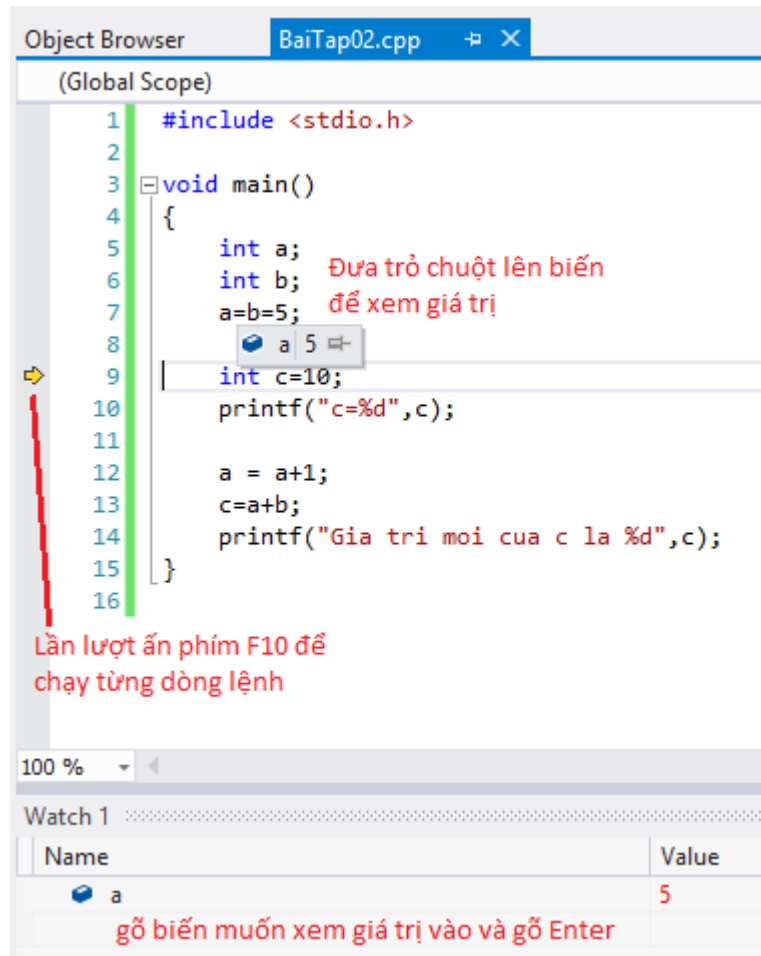 Object Browser BaiTap02.cpp
(Global Scope)
1 #include <stdio.h>
2
3 void main()
4 {
5 int a;
6 int b;
Đưa trỏ chuột lên biến
để xem giá trị
7 a=b=5;
8 a 5
9 int c=10;
10 printf("c=%d",c);
11
12 a = a+1;
13 c=a+b;
14 printf("Gia tri moi cua c la %d",c);
15 }
16
Lần lượt ấn phím F10 để
chạy từng dòng lệnh
100 %
Watch 1
Name Value
a 5
gõ biến muốn xem giá trị vào và gõ Enter